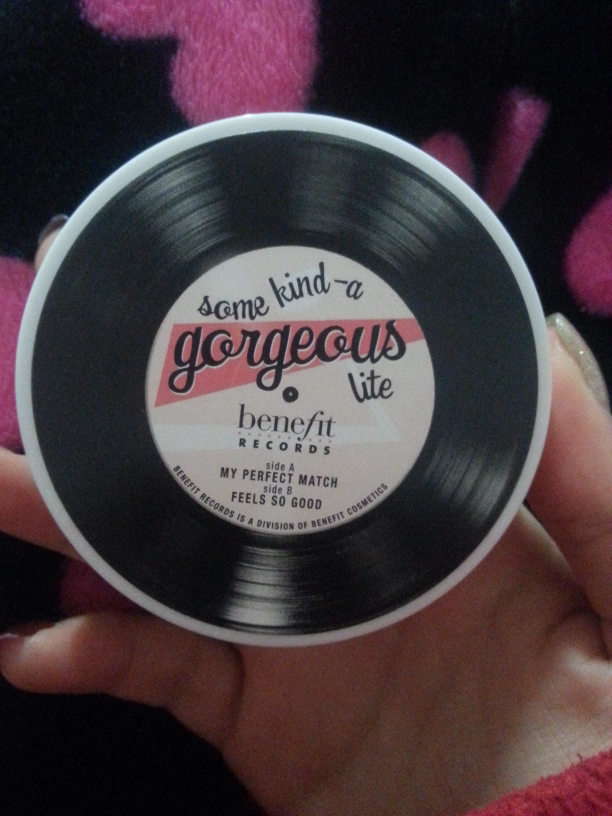 some kind-a
gorgeous
lite
benefit
RECORDS
side A
MY PERFECT MATCH
side B
FEELS SO GOOD
BENEFIT RECORDS IS A DIVISION OF BENEFIT COSMETICS